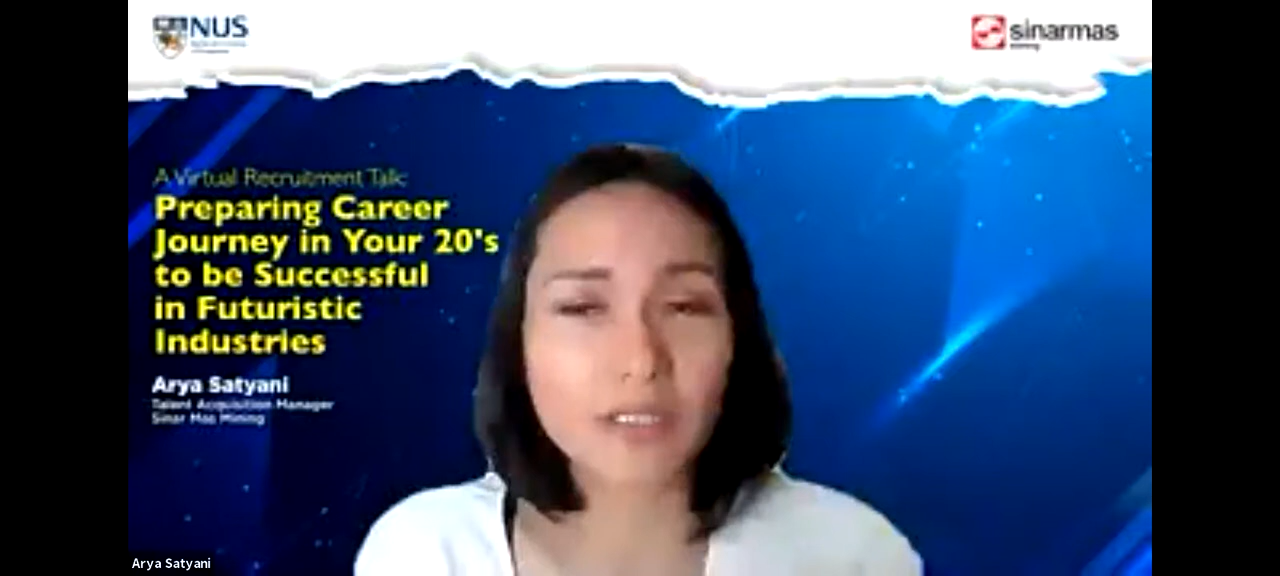 NUS
sinarmas
mining
A Virtual Recruitment Talk:
Preparing Career
Journey in Your 20's
to be Successful
in Futuristic
Industries
Arya Satyani
Talent Acquisition Manager
Sinar Mas Mining
Arya Satyani